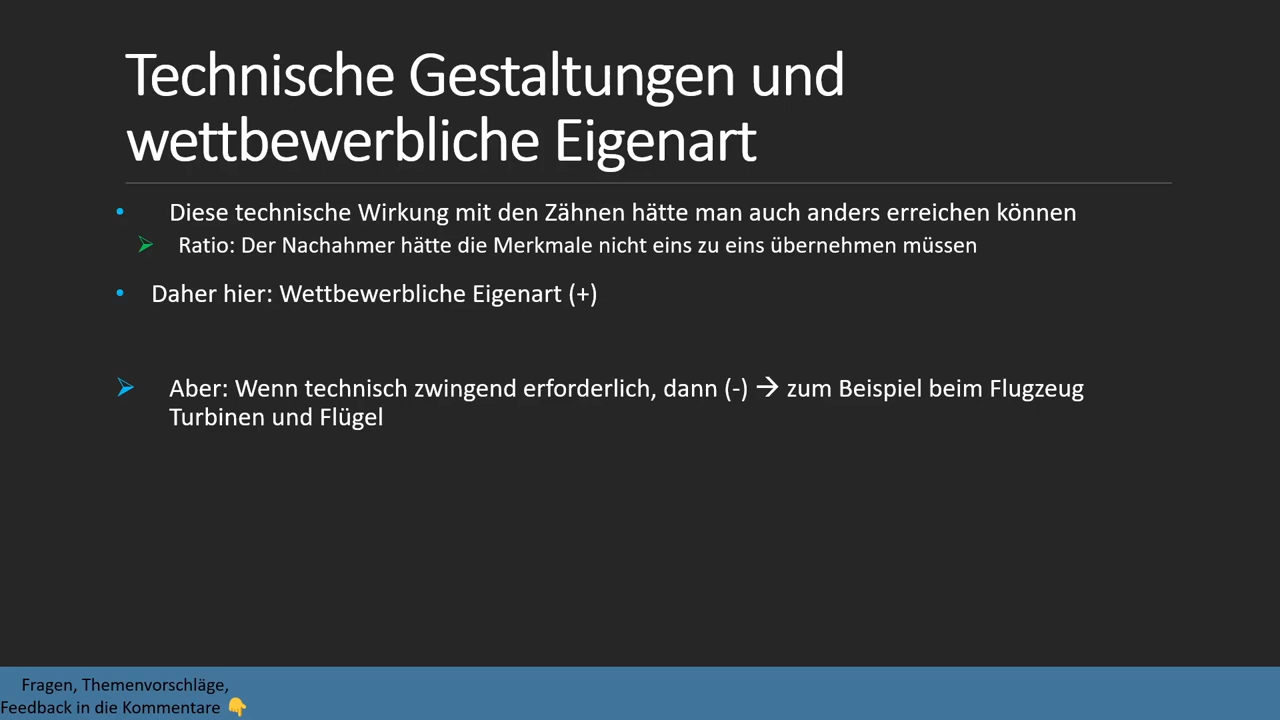 Technische Gestaltungen und
wettbewerbliche Eigenart
• Diese technische Wirkung mit den Zähnen hätte man auch anders erreichen können
➢ Ratio: Der Nachahmer hätte die Merkmale nicht eins zu eins übernehmen müssen
• Daher hier: Wettbewerbliche Eigenart (+)
➢ Aber: Wenn technisch zwingend erforderlich, dann (-) → zum Beispiel beim Flugzeug
Turbinen und Flügel
Fragen, Themenvorschläge,
Feedback in die Kommentare 👇